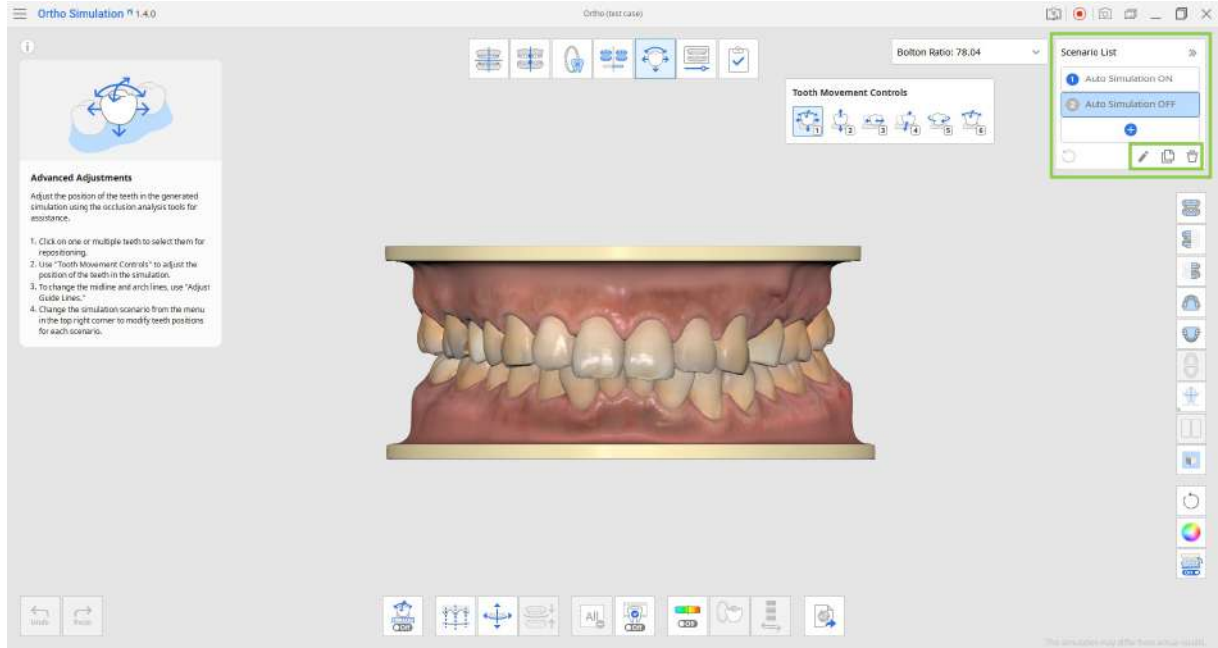 Ortho Simulation 1.4.0
Ortho (test case)
Bolton Ratio: 78.04
Scenario List
1 Auto Simulation ON
2 Auto Simulation OFF
Tooth Movement Controls
1 2 3 4 5 6
Advanced Adjustments
Adjust the position of the teeth in the generated
simulation using the occlusion analysis tools for
assistance.
1. Click on one or multiple teeth to select them for
repositioning.
2. Use "Tooth Movement Controls" to adjust the
position of the teeth in the simulation.
3. To change the midline and arch lines, use "Adjust
Guide Lines."
4. Change the simulation scenario from the menu
in the top right corner to modify teeth positions
for each scenario.
Undo
Redo
Off
All
Off
This simulation may differ from actual results.